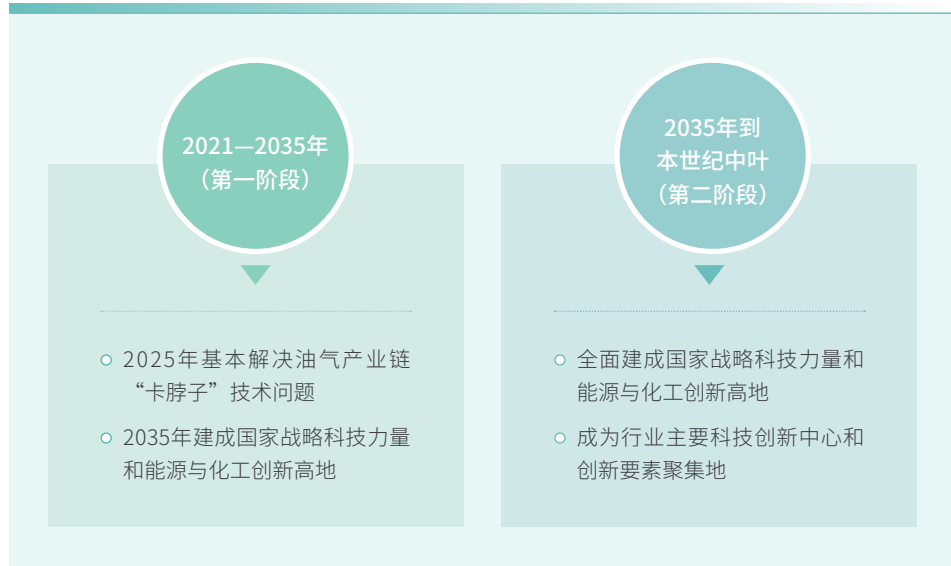 2021—2035年
（第一阶段）
2025年基本解决油气产业链
“卡脖子”技术问题
2035年建成国家战略科技力量
和能源与化工创新高地
2035年到
本世纪中叶
（第二阶段）
全面建成国家战略科技力量和
能源与化工创新高地
成为行业主要科技创新中心和
创新要素聚集地